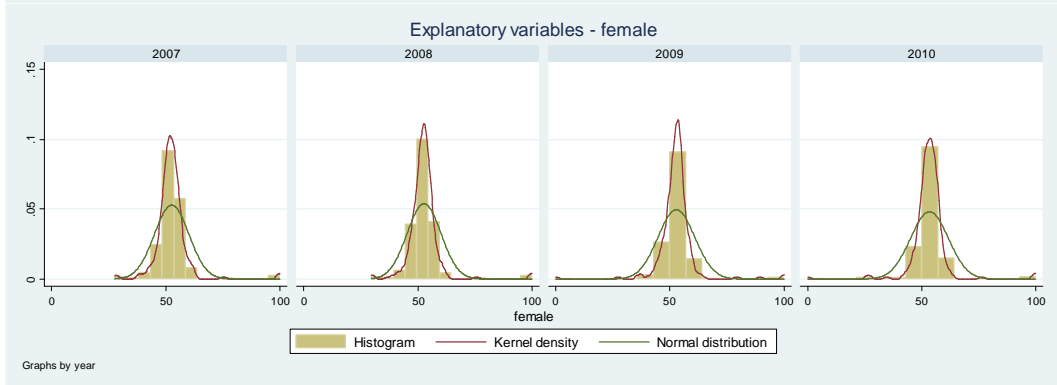 Explanatory variables - female
2007 2008 2009 2010
.15
.1
.05
0
0 50 100 0 50 100 0 50 100 0 50 100
female
Histogram Kernel density Normal distribution
Graphs by year